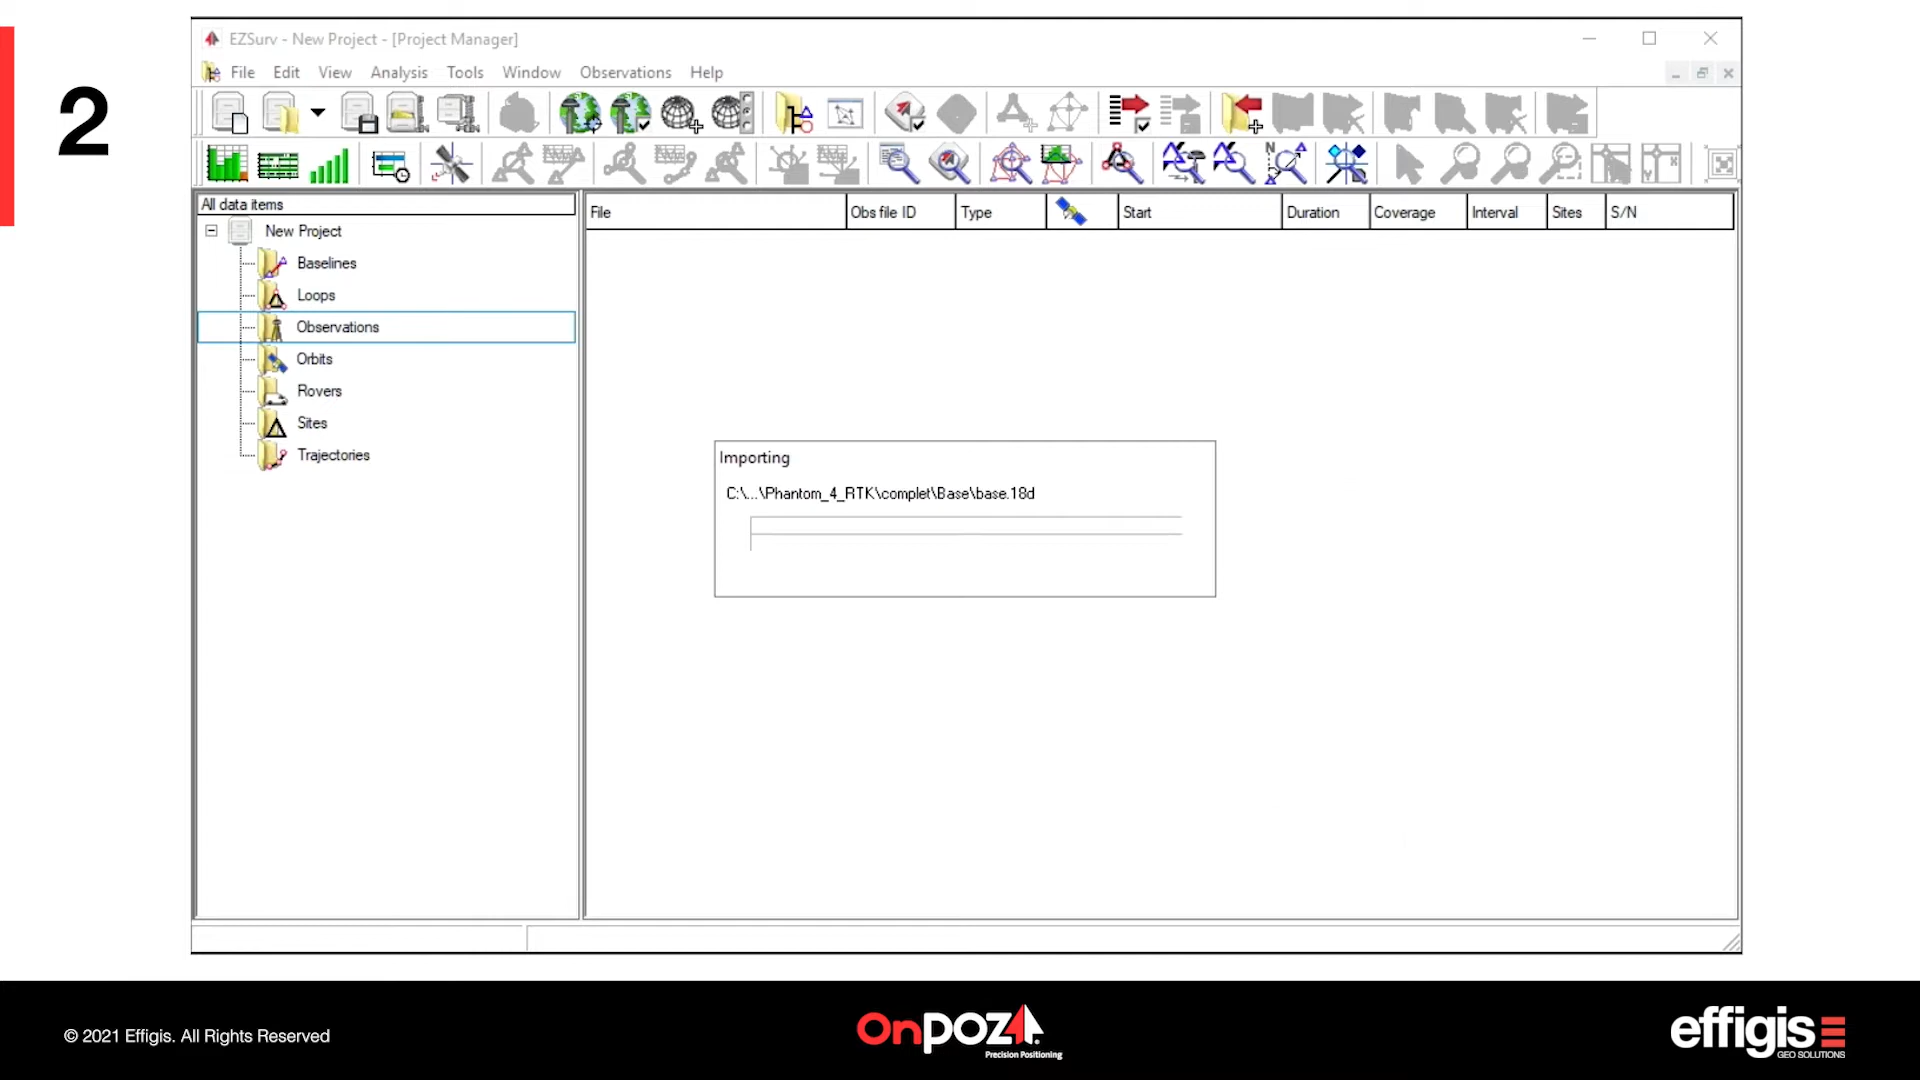 2
EZSurv - New Project - [Project Manager]
File Edit View Analysis Tools Window Observations Help
All data items
New Project
Baselines
Loops
Observations
Orbits
Rovers
Sites
Trajectories
File Obs file ID Type Start Duration Coverage Interval Sites S/N
Importing
C:\...\Phantom_4_RTK\complet\Base\base.18d
© 2021 Effigis. All Rights Reserved
Onpoz
Precision Positioning
effigis
GEO SOLUTIONS